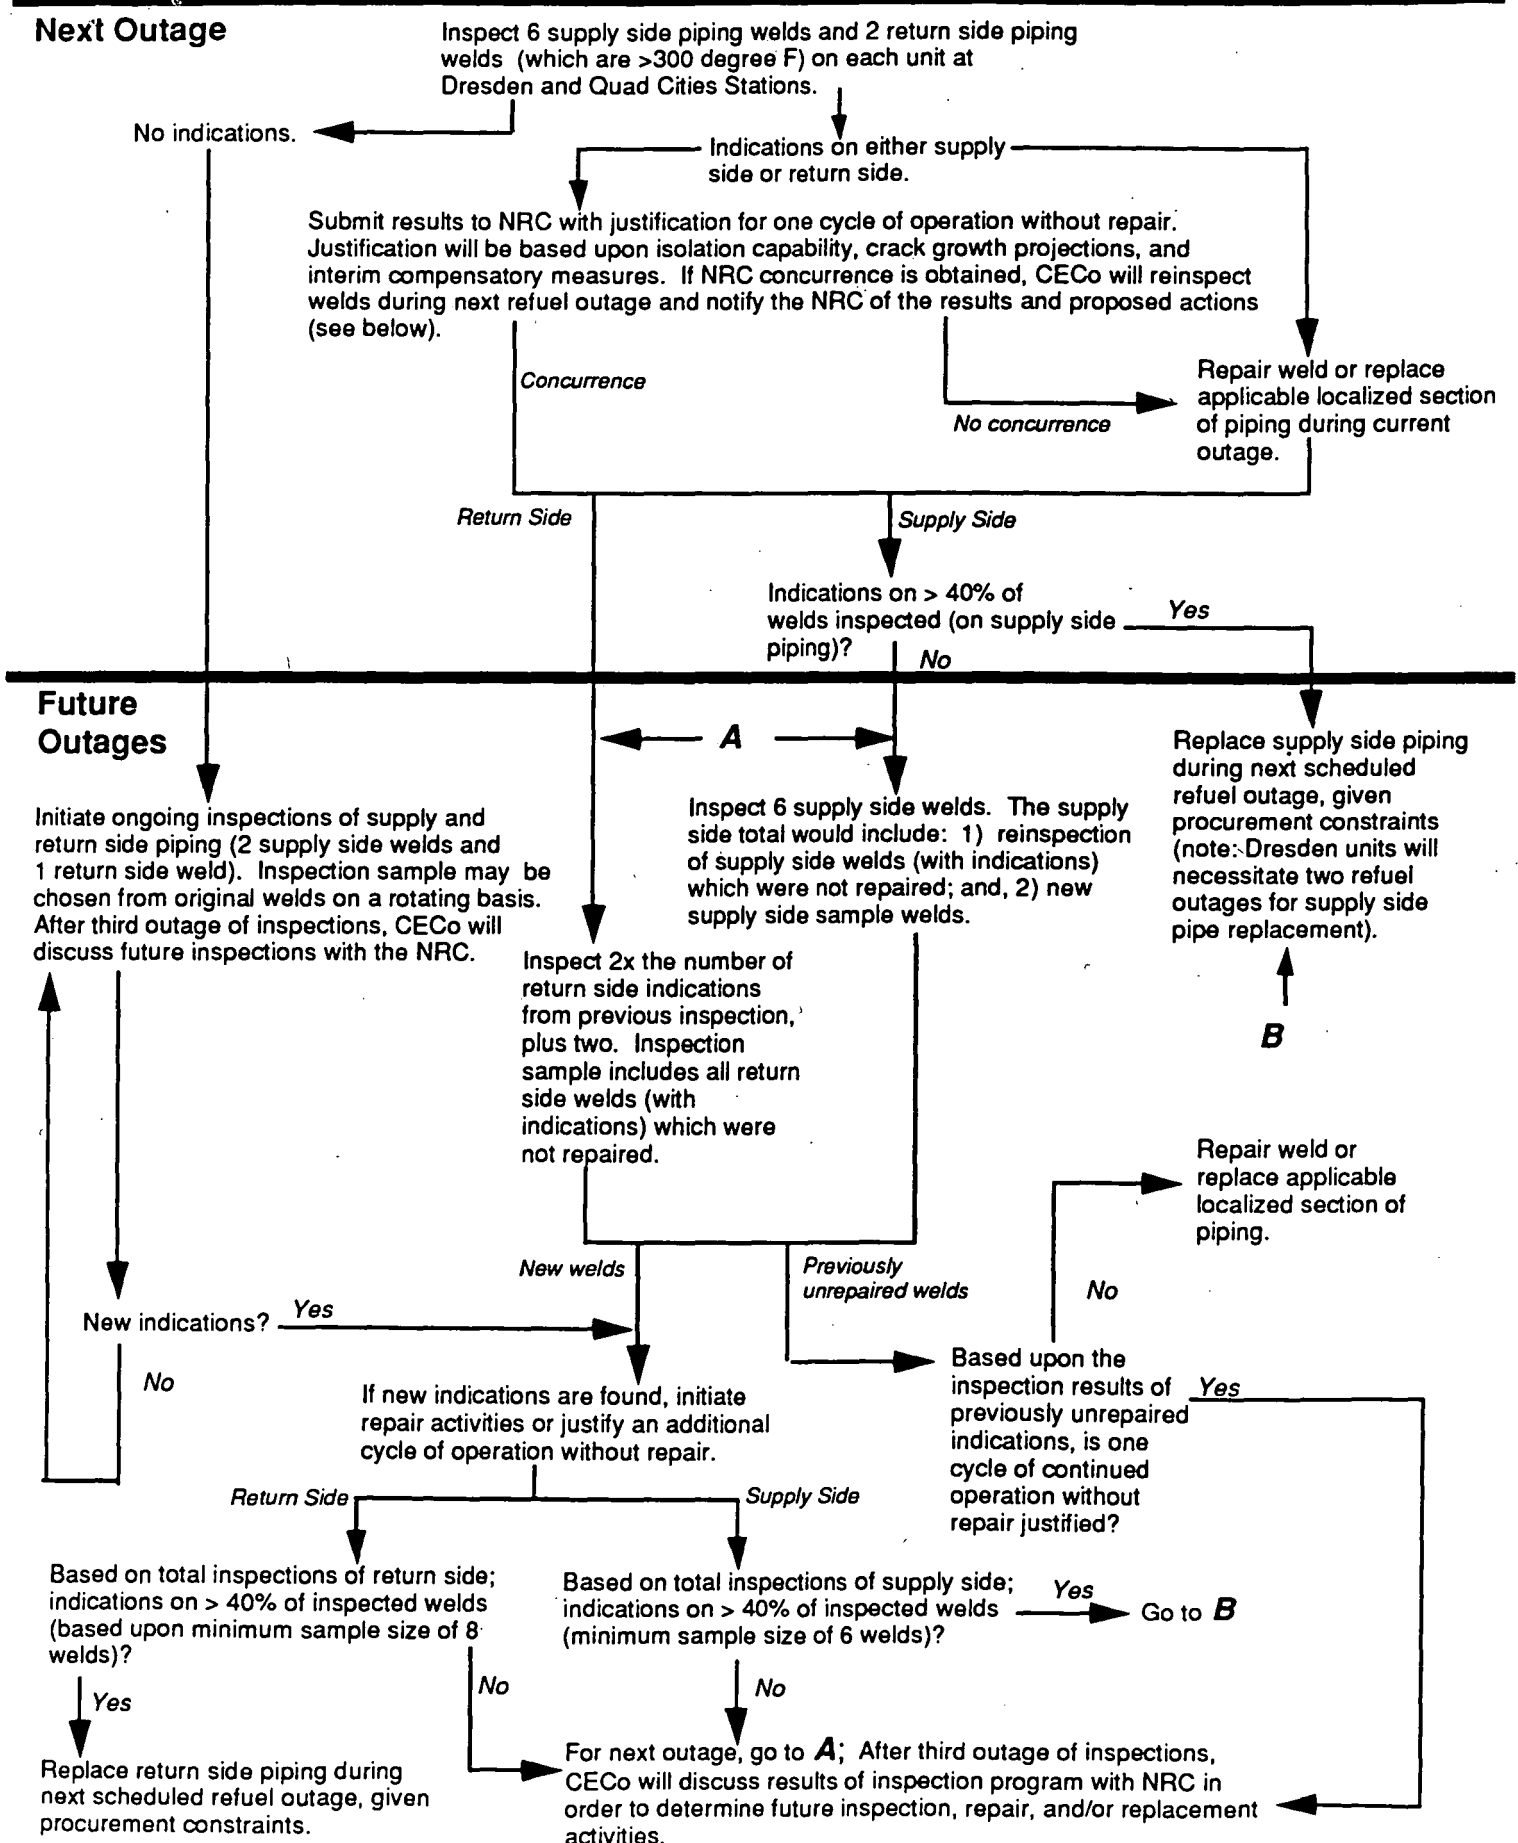 Next Outage
Inspect 6 supply side piping welds and 2 return side piping
welds (which are >300 degree F) on each unit at
Dresden and Quad Cities Stations.
No indications.
Indications on either supply
side or return side.
Submit results to NRC with justification for one cycle of operation without repair.
Justification will be based upon isolation capability, crack growth projections, and
interim compensatory measures. If NRC concurrence is obtained, CECo will reinspect
welds during next refuel outage and notify the NRC of the results and proposed actions
(see below).
Concurrence
No concurrence
Repair weld or replace
applicable localized section
of piping during current
outage.
Return Side
Supply Side
Indications on > 40% of
welds inspected (on supply side
piping)?
Yes
No
Future
Outages
A
Replace supply side piping
during next scheduled
refuel outage, given
procurement constraints
(note: Dresden units will
necessitate two refuel
outages for supply side
pipe replacement).
B
Initiate ongoing inspections of supply and
return side piping (2 supply side welds and
1 return side weld). Inspection sample may be
chosen from original welds on a rotating basis.
After third outage of inspections, CECo will
discuss future inspections with the NRC.
Inspect 6 supply side welds. The supply
side total would include: 1) reinspection
of supply side welds (with indications)
which were not repaired; and, 2) new
supply side sample welds.
Inspect 2x the number of
return side indications
from previous inspection,
plus two. Inspection
sample includes all return
side welds (with
indications) which were
not repaired.
Repair weld or
replace applicable
localized section of
piping.
New welds
Previously
unrepaired welds
No
New indications?
Yes
No
Based upon the
inspection results of
previously unrepaired
indications, is one
cycle of continued
operation without
repair justified?
Yes
If new indications are found, initiate
repair activities or justify an additional
cycle of operation without repair.
Return Side
Supply Side
Based on total inspections of return side;
indications on > 40% of inspected welds
(based upon minimum sample size of 8
welds)?
Based on total inspections of supply side;
indications on > 40% of inspected welds
(minimum sample size of 6 welds)?
Yes
Go to B
Yes
No
No
Replace return side piping during
next scheduled refuel outage, given
procurement constraints.
For next outage, go to A; After third outage of inspections,
CECo will discuss results of inspection program with NRC in
order to determine future inspection, repair, and/or replacement
activities.